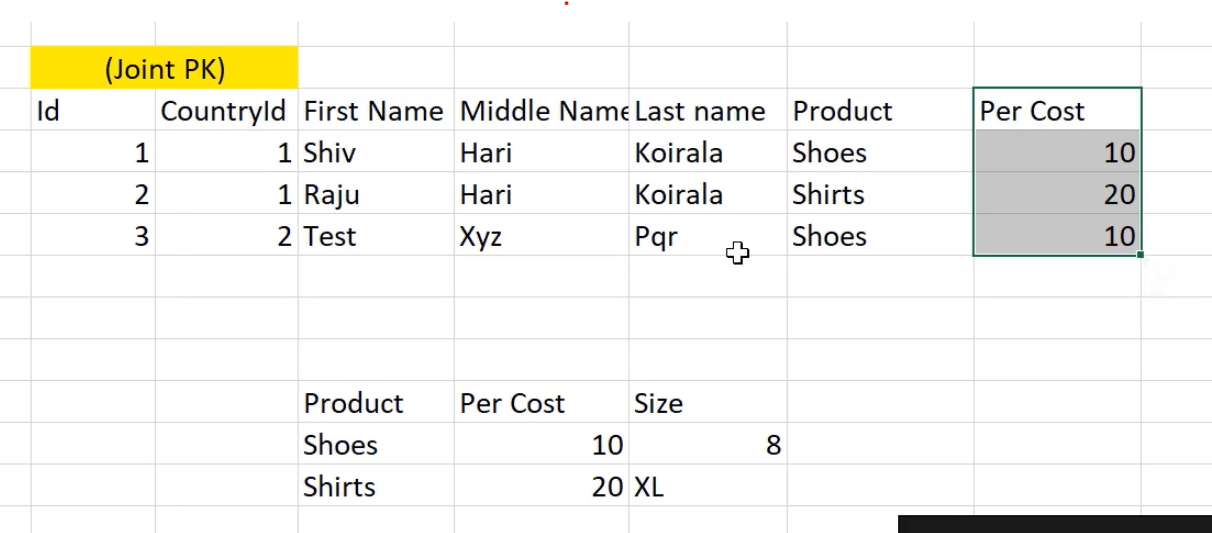 (Joint PK)
Id CountryId First Name Middle Name Last name Product Per Cost
1 1 Shiv Hari Koirala Shoes 10
2 1 Raju Hari Koirala Shirts 20
3 2 Test Xyz Pqr Shoes 10
Product Per Cost Size
Shoes 10 8
Shirts 20 XL